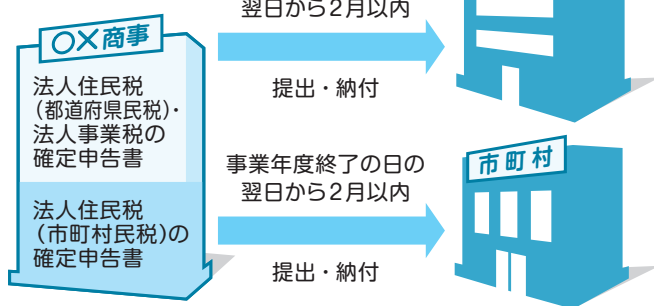 翌日から2月以内
○×商事
法人住民税
(都道府県民税)・
法人事業税の
確定申告書
提出・納付
事業年度終了の日の
翌日から2月以内
市町村
法人住民税
(市町村民税)の
確定申告書
提出・納付